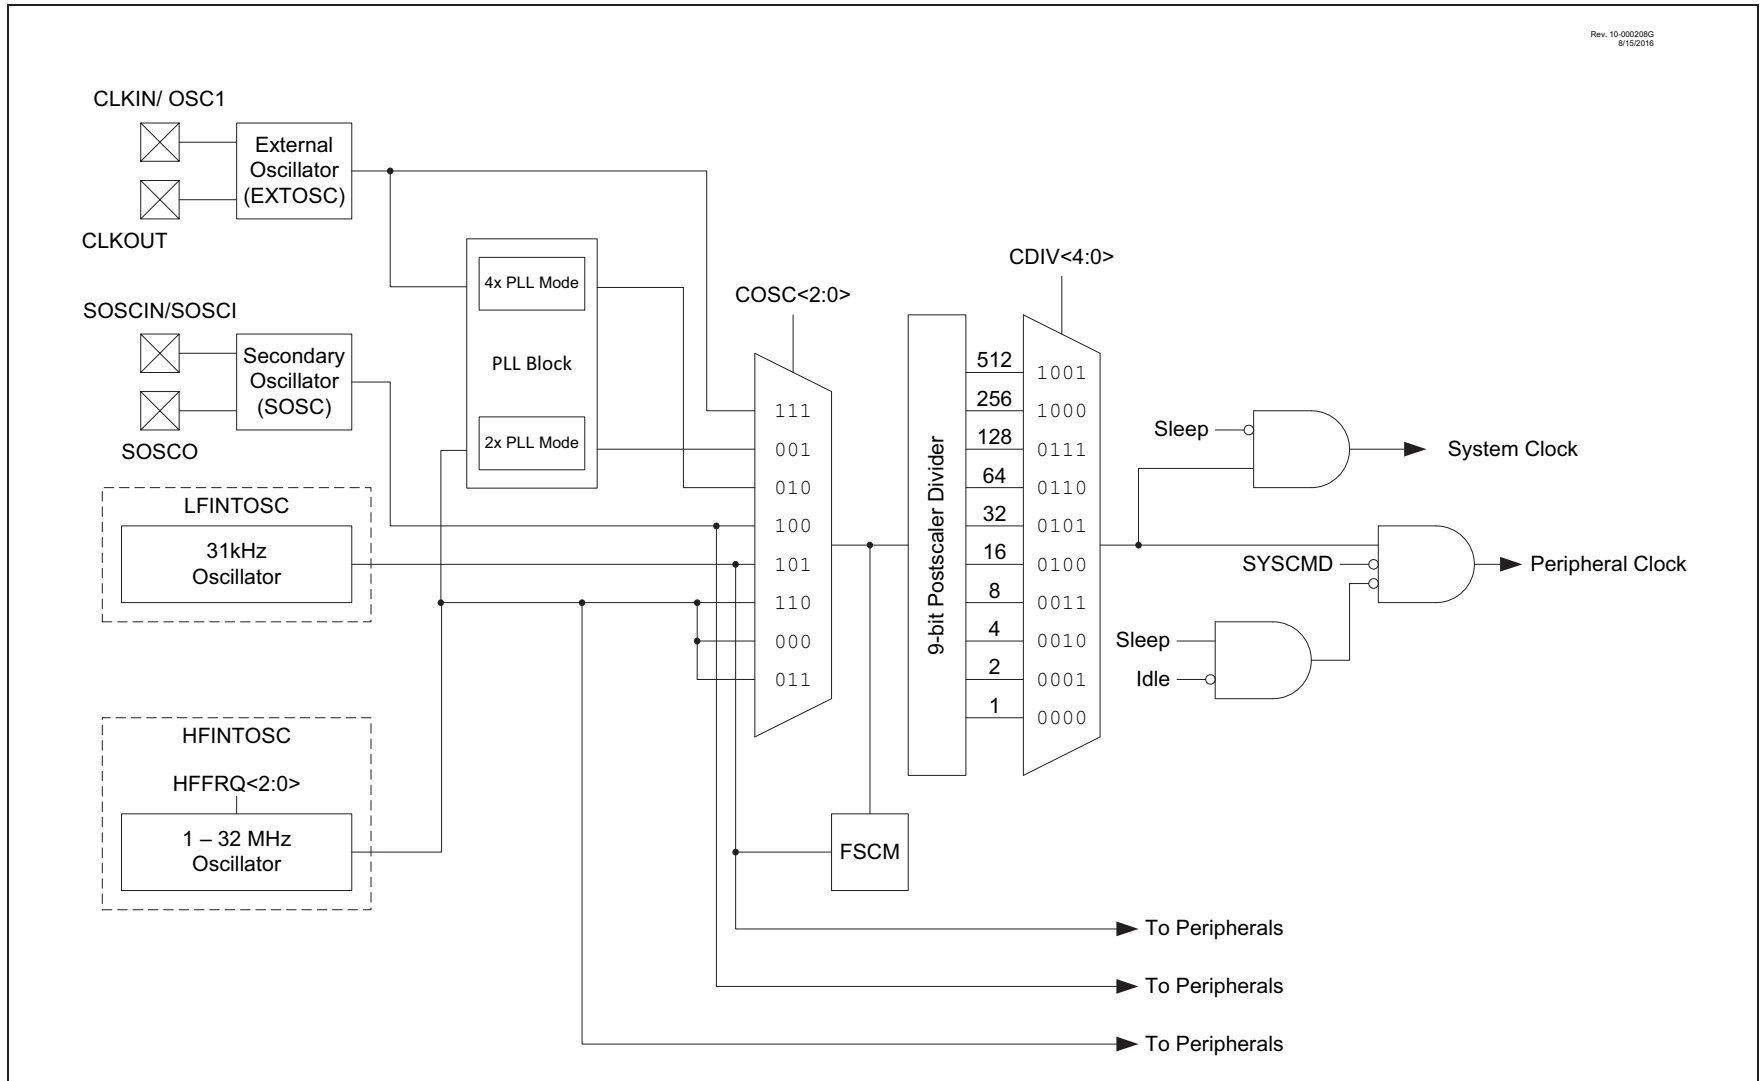 Rev. 10-000208G
8/15/2016
CLKIN/ OSC1
External
Oscillator
(EXTOSC)
CLKOUT
SOSCIN/SOSCI
Secondary
Oscillator
(SOSC)
SOSCO
LFINTOSC
31kHz
Oscillator
HFINTOSC
HFFRQ<2:0>
1 – 32 MHz
Oscillator
4x PLL Mode
PLL Block
2x PLL Mode
COSC<2:0>
111
001
010
100
101
110
000
011
FSCM
9-bit Postscaler Divider
512
256
128
64
32
16
8
4
2
1
CDIV<4:0>
1001
1000
0111
0110
0101
0100
0011
0010
0001
0000
Sleep
System Clock
SYSCMD
Peripheral Clock
Sleep
Idle
To Peripherals
To Peripherals
To Peripherals